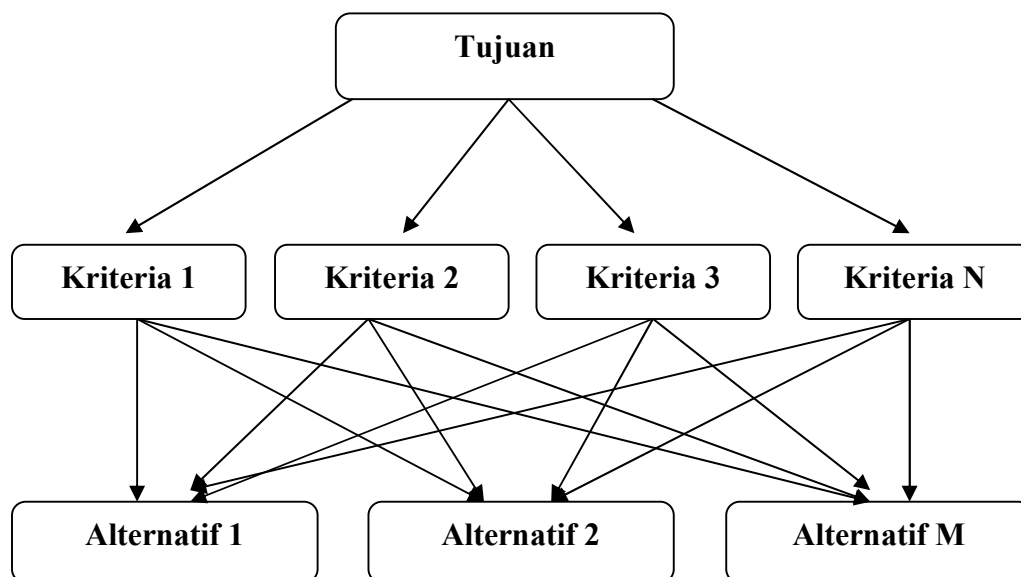 Tujuan
Kriteria 1
Kriteria 2
Kriteria 3
Kriteria N
Alternatif 1
Alternatif 2
Alternatif M